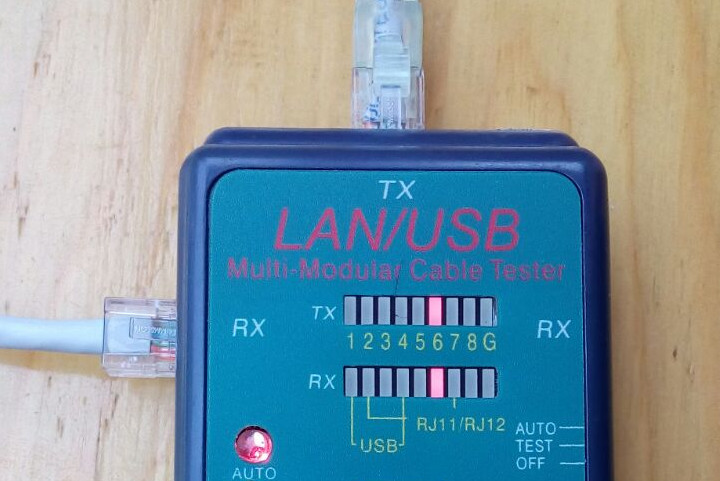 TX
LAN/USB
Multi-Modular Cable Tester
TX
12345678G
RX
RX
RX
RJ11/RJ12
USB
AUTO
TEST
OFF
AUTO